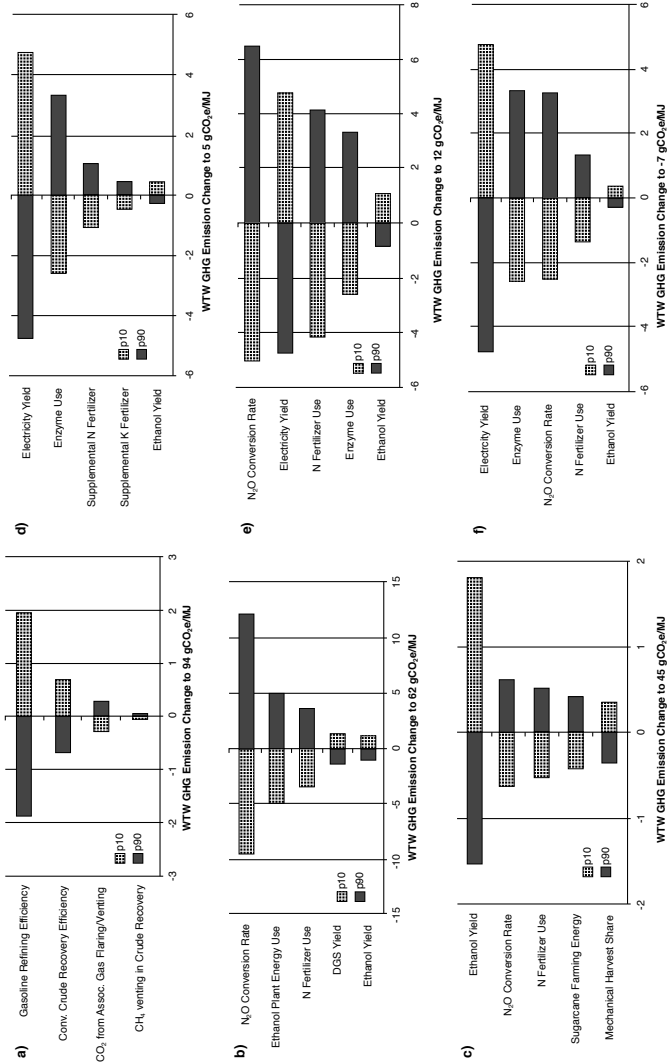 a)
Gasoline Refining Efficiency
Conv. Crude Recovery Efficiency
CO₂ from Assoc. Gas Flaring/Venting
CH₄ venting in Crude Recovery
p10
p90
-3 -2 -1 0 1 2 3
WTW GHG Emission Change to 94 gCO₂e/MJ
b)
N₂O Conversion Rate
Ethanol Plant Energy Use
N Fertilizer Use
DGS Yield
Ethanol Yield
p10
p90
-15 -10 -5 0 5 10 15
WTW GHG Emission Change to 62 gCO₂e/MJ
c)
Ethanol Yield
N₂O Conversion Rate
N Fertilizer Use
Sugarcane Farming Energy
Mechanical Harvest Share
p10
p90
-2 -1 0 1 2
WTW GHG Emission Change to 45 gCO₂e/MJ
d)
Electricity Yield
Enzyme Use
Supplemental N Fertilizer
Supplemental K Fertilizer
Ethanol Yield
p10
p90
-6 -4 -2 0 2 4 6
WTW GHG Emission Change to 5 gCO₂e/MJ
e)
N₂O Conversion Rate
Electricity Yield
N Fertilizer Use
Enzyme Use
Ethanol Yield
p10
p90
-6 -4 -2 0 2 4 6 8
WTW GHG Emission Change to 12 gCO₂e/MJ
f)
Electrcity Yield
Enzyme Use
N₂O Conversion Rate
N Fertilizer Use
Ethanol Yield
p10
p90
-6 -4 -2 0 2 4 6
WTW GHG Emission Change to -7 gCO₂e/MJ